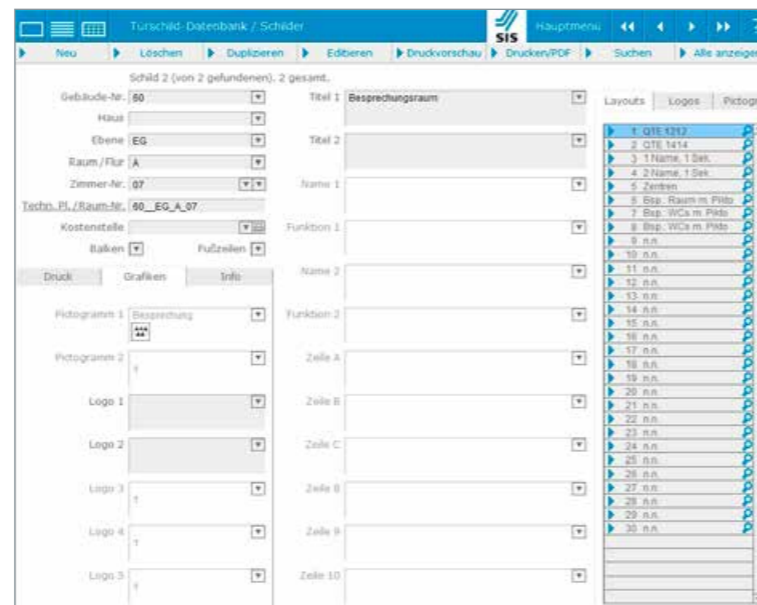 Türschild-Datenbank / Schilder
SIS
Hauptmenü
Neu
Löschen
Duplizieren
Editieren
Druckvorschau
Drucken/PDF
Suchen
Alle anzeigen
Schild 2 (von 2 gefundenen). 2 gesamt.
Gebäude-Nr. 60
Haus
Ebene EG
Raum/Flur A
Zimmer-Nr. 07
Techn. Pl./Raum-Nr. 60__EG_A_07
Kostenstelle
Balken
Fußzeilen
Druck
Grafiken
Info
Pictogramm 1 Besprechung
Pictogramm 2
Logo 1
Logo 2
Logo 3
Logo 4
Logo 5
Titel 1 Besprechungsraum
Titel 2
Name 1
Funktion 1
Name 2
Funktion 2
Zeile A
Zeile B
Zeile C
Zeile 8
Zeile 9
Zeile 10
Layouts
Logos
Pictogr
1 QTE 1212
2 QTE 1414
3 1 Name, 1 Sek.
4 2 Name, 1 Sek.
5 Zentren
6 Bsp. Raum m. Pikto
7 Bsp. WCs m. Pikto
8 Bsp. WCs m. Pikto
9 n.n.
10 n.n.
11 n.n.
12 n.n.
13 n.n.
14 n.n.
15 n.n.
16 n.n.
17 n.n.
18 n.n.
19 n.n.
20 n.n.
21 n.n.
22 n.n.
23 n.n.
24 n.n.
25 n.n.
26 n.n.
27 n.n.
28 n.n.
29 n.n.
30 n.n.